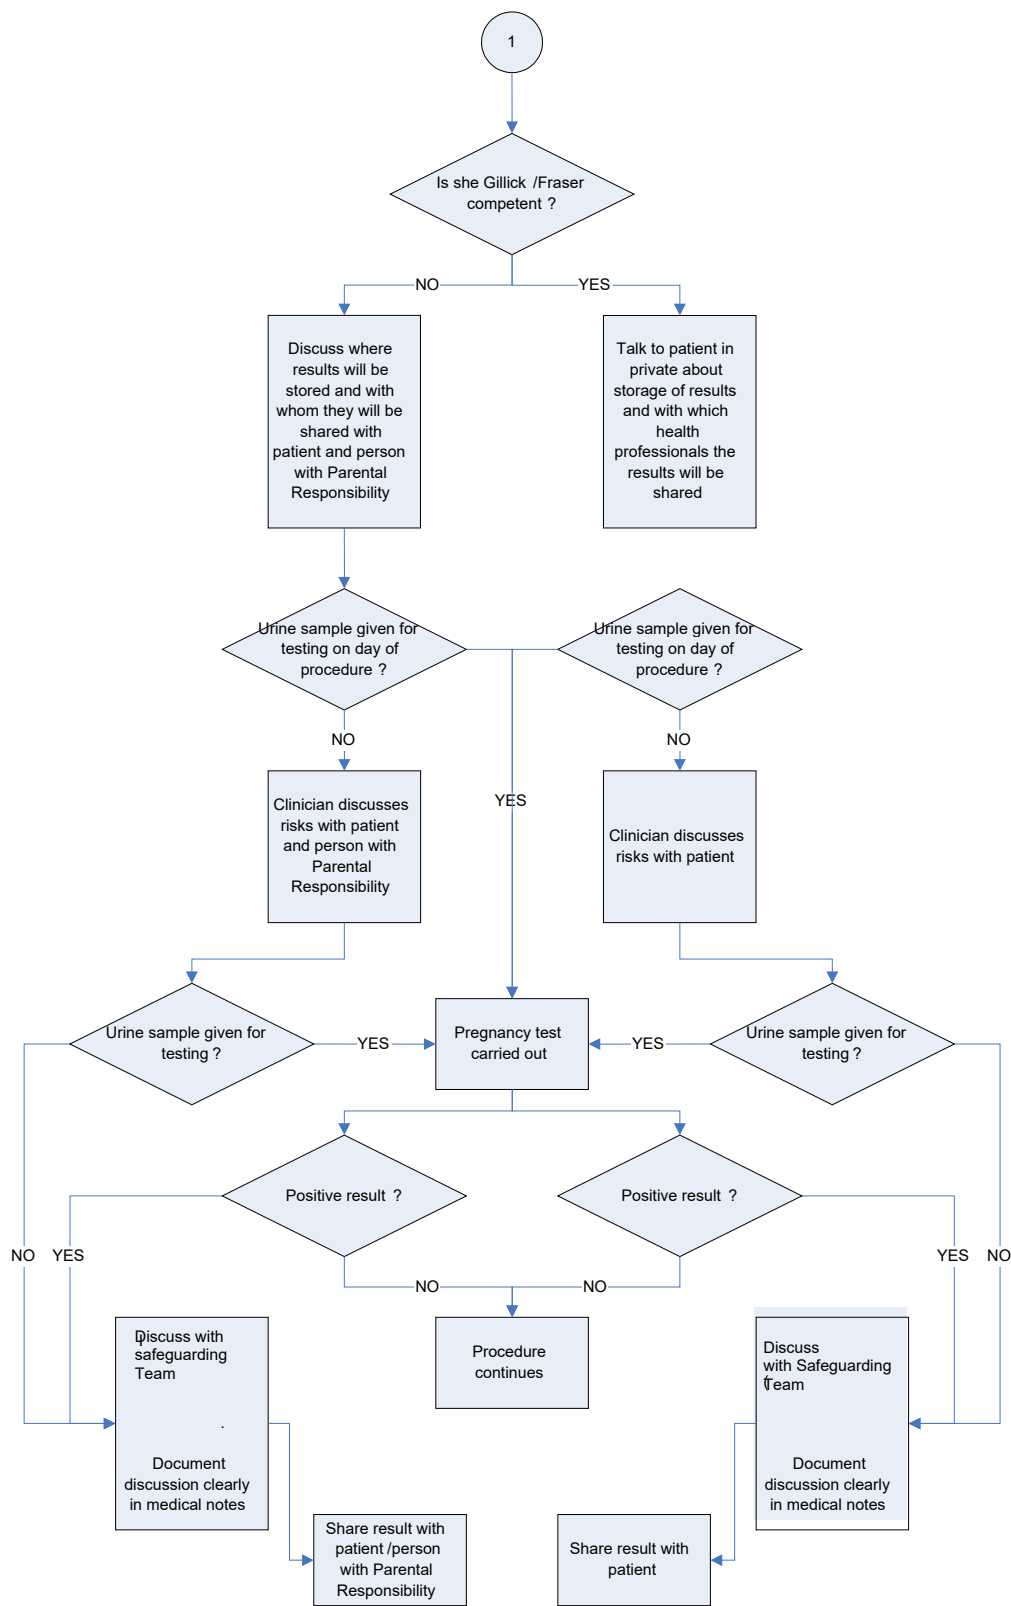 1
Is she Gillick /Fraser
competent ?
NO
YES
Discuss where
results will be
stored and with
whom they will be
shared with
patient and person
with Parental
Responsibility
Talk to patient in
private about
storage of results
and with which
health
professionals the
results will be
shared
Urine sample given for
testing on day of
procedure ?
Urine sample given for
testing on day of
procedure ?
NO
NO
YES
Clinician discusses
risks with patient
and person with
Parental
Responsibility
Clinician discusses
risks with patient
Urine sample given for
testing ?
YES
Pregnancy test
carried out
YES
Urine sample given for
testing ?
Positive result ?
Positive result ?
NO
YES
YES
NO
NO
NO
Discuss with
safeguarding
Team
.
Document
discussion clearly
in medical notes
Procedure
continues
Discuss
with Safeguarding
Team
Document
discussion clearly
in medical notes
Share result with
patient /person
with Parental
Responsibility
Share result with
patient